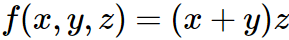 f(x, y, z) = (x + y)z